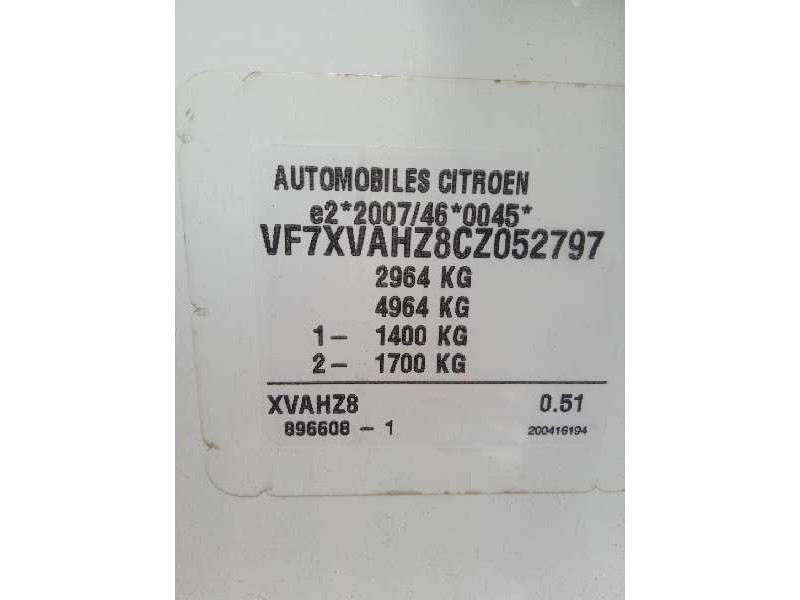 AUTOMOBILES CITROEN
e2*2007/46*0045*
VF7XVAHZ8CZ052797
2964 KG
4964 KG
1- 1400 KG
2- 1700 KG
XVAHZ8 0.51
896608 - 1 200416194